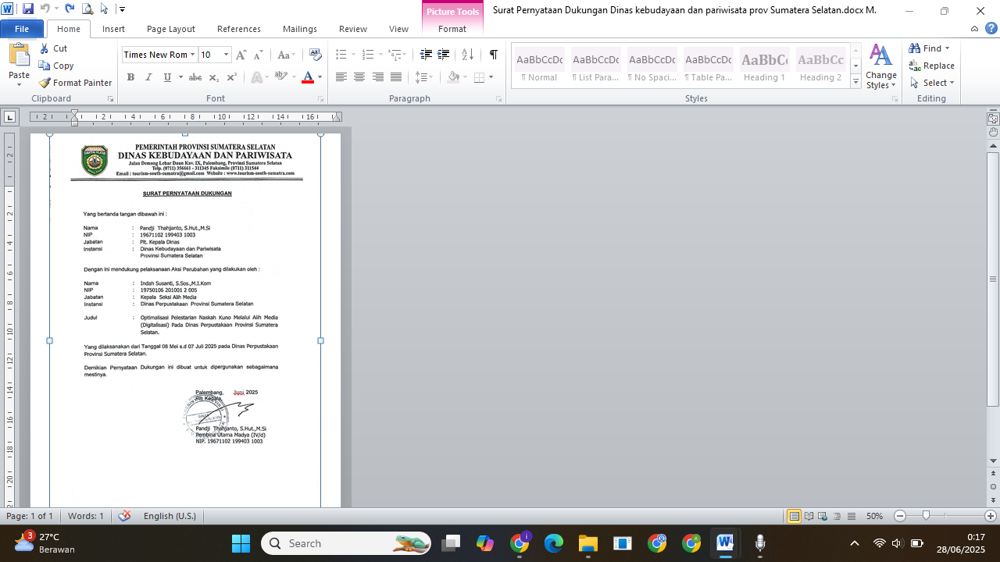 Picture Tools
Surat Pernyataan Dukungan Dinas kebudayaan dan pariwisata prov Sumatera Selatan.docx M.
File Home Insert Page Layout References Mailings Review View Format
Cut
Copy
Format Painter
Paste
Clipboard
Times New Rom 10
Font
Paragraph
AaBbCcDc AaBbCcDc AaBbCcDc AaBbCcDc AaBbC AaBbCc
¶ Normal ¶ List Para... ¶ No Spaci... ¶ Table Pa... Heading 1 Heading 2
Change Styles
Styles
Find
Replace
Select
Editing
PEMERINTAH PROVINSI SUMATERA SELATAN
DINAS KEBUDAYAAN DAN PARIWISATA
Jalan Demang Lebar Daun Kav. IX, Palembang, Provinsi Sumatera Selatan
Telp. (0711) 356661 - 311345 Faksimile (0711) 311544
Email : tourism-south-sumatra@gmail.com Website : www.tourism-south-sumatra.com
SURAT PERNYATAAN DUKUNGAN
Yang bertanda tangan dibawah ini :
Nama : Pandji Thahjanto, S.Hut.,M.Si
NIP : 19671102 199403 1003
Jabatan : Plt. Kepala Dinas
Instansi : Dinas Kebudayaan dan Pariwisata
Provinsi Sumatera Selatan
Dengan ini mendukung pelaksanaan Aksi Perubahan yang dilakukan oleh :
Nama : Indah Susanti, S.Sos.,M.I.Kom
NIP : 19750106 201001 2 005
Jabatan : Kepala Seksi Alih Media
Instansi : Dinas Perpustakaan Provinsi Sumatera Selatan
Judul : Optimalisasi Pelestarian Naskah Kuno Melalui Alih Media
(Digitalisasi) Pada Dinas Perpustakaan Provinsi Sumatera
Selatan.
Yang dilaksanakan dari Tanggal 08 Mei s.d 07 Juli 2025 pada Dinas Perpustakaan
Provinsi Sumatera Selatan.
Demikian Pernyataan Dukungan ini dibuat untuk dipergunakan sebagaimana
mestinya.
Palembang, Juni 2025
Plt. Kepala,
Pandji Thahjanto, S.Hut.,M.Si
Pembina Utama Madya (IV/d)
NIP. 19671102 199403 1003
Page: 1 of 1 Words: 1 English (U.S.) 50%
3
27°C
Belawan
Search
0:17
28/06/2025